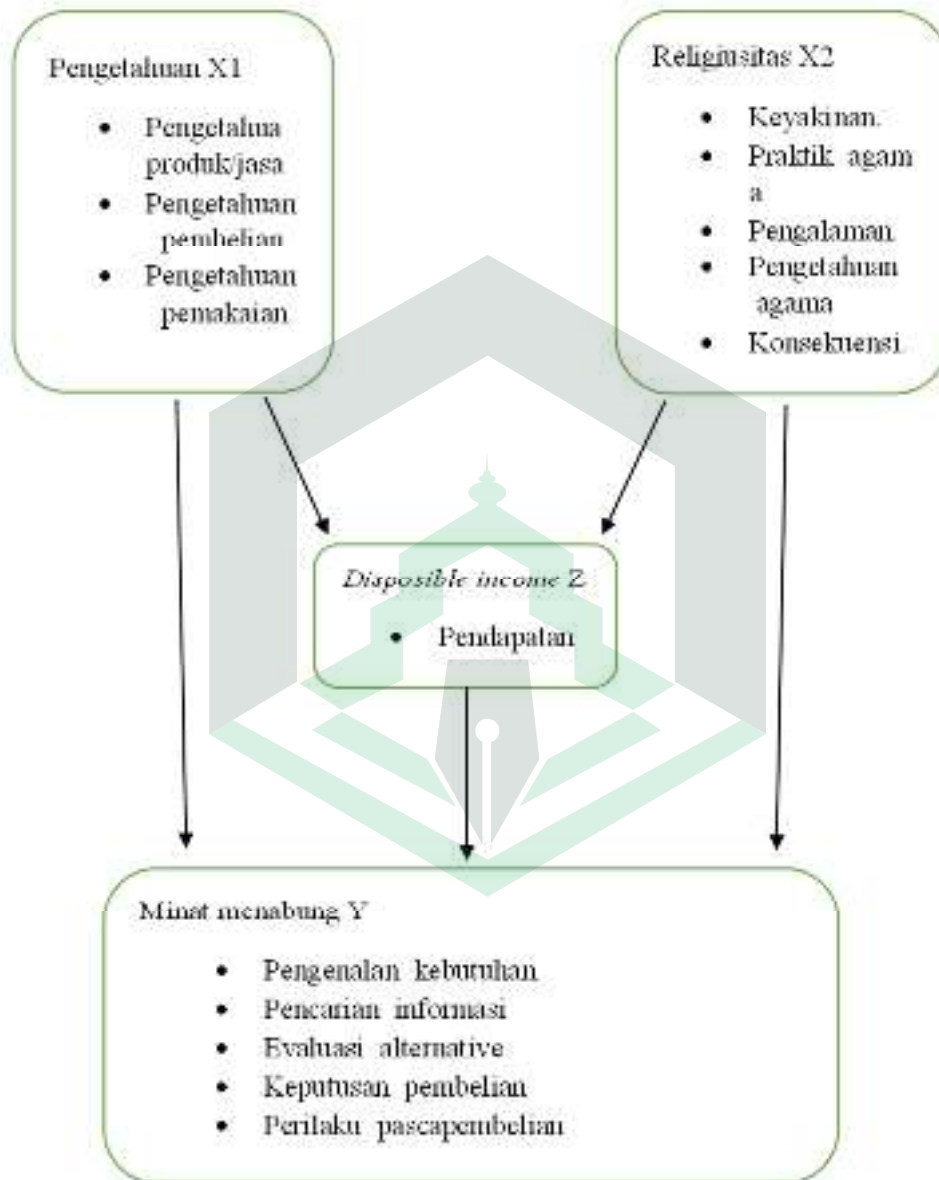 Pengetahuan X1
• Pengetahua
produk/jasa
• Pengetahuan
pembelian
• Pengetahuan
pemakaian
Religiusitas X2
• Keyakinan.
• Praktik agam
a
• Pengalaman
• Pengetahuan
agama
• Konsekuensi.
Disposible income Z
• Pendapatan
Minat menabung Y
• Pengenalan kebutuhan
• Pencarian informasi
• Evaluasi alternative
• Keputusan pembelian
• Perilaku pascapembelian